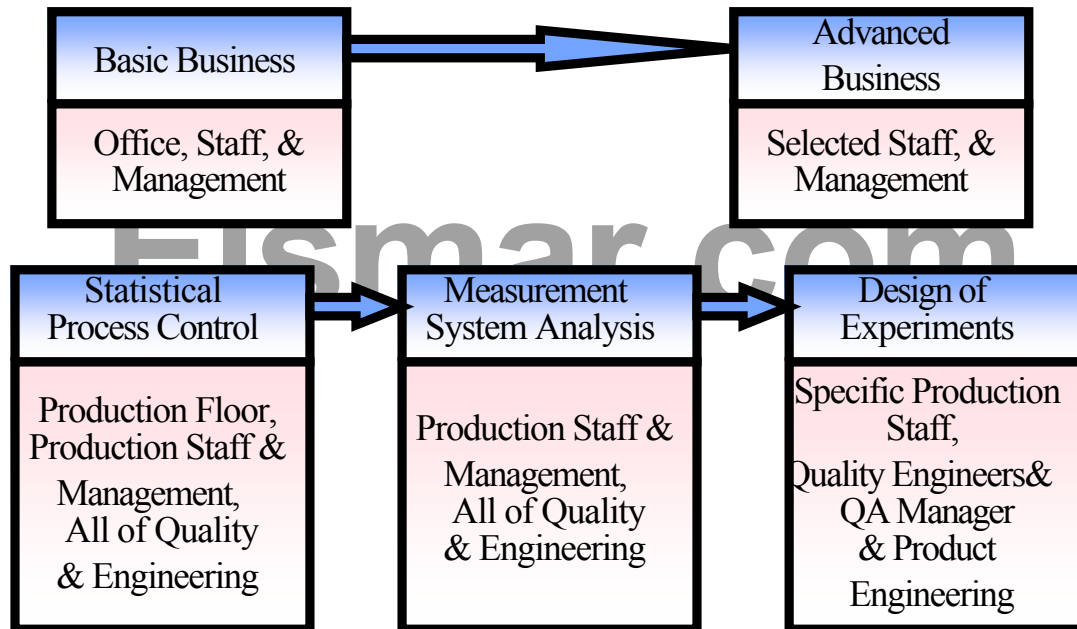 Basic Business
Advanced
Business
Office, Staff, &
Management
Selected Staff, &
Management
Elsmar.com
Statistical
Process Control
Measurement
System Analysis
Design of
Experiments
Production Floor,
Production Staff &
Management,
All of Quality
& Engineering
Production Staff &
Management,
All of Quality
& Engineering
Specific Production
Staff,
Quality Engineers&
QA Manager
& Product
Engineering